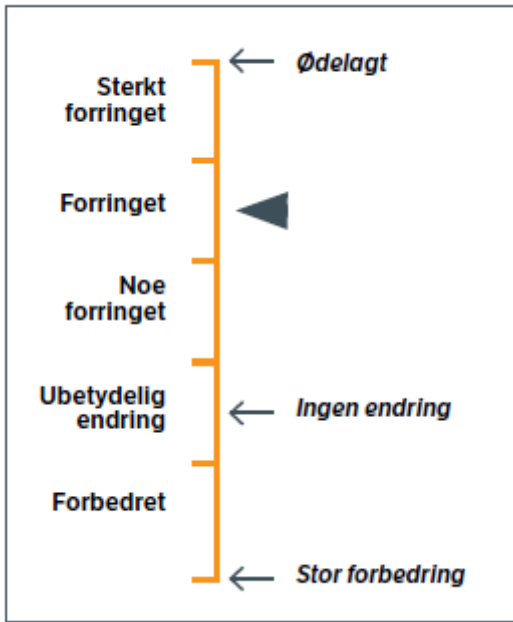 Ødelagt
Sterkt
forringet
Forringet
Noe
forringet
Ubetydelig
endring
Ingen endring
Forbedret
Stor forbedring